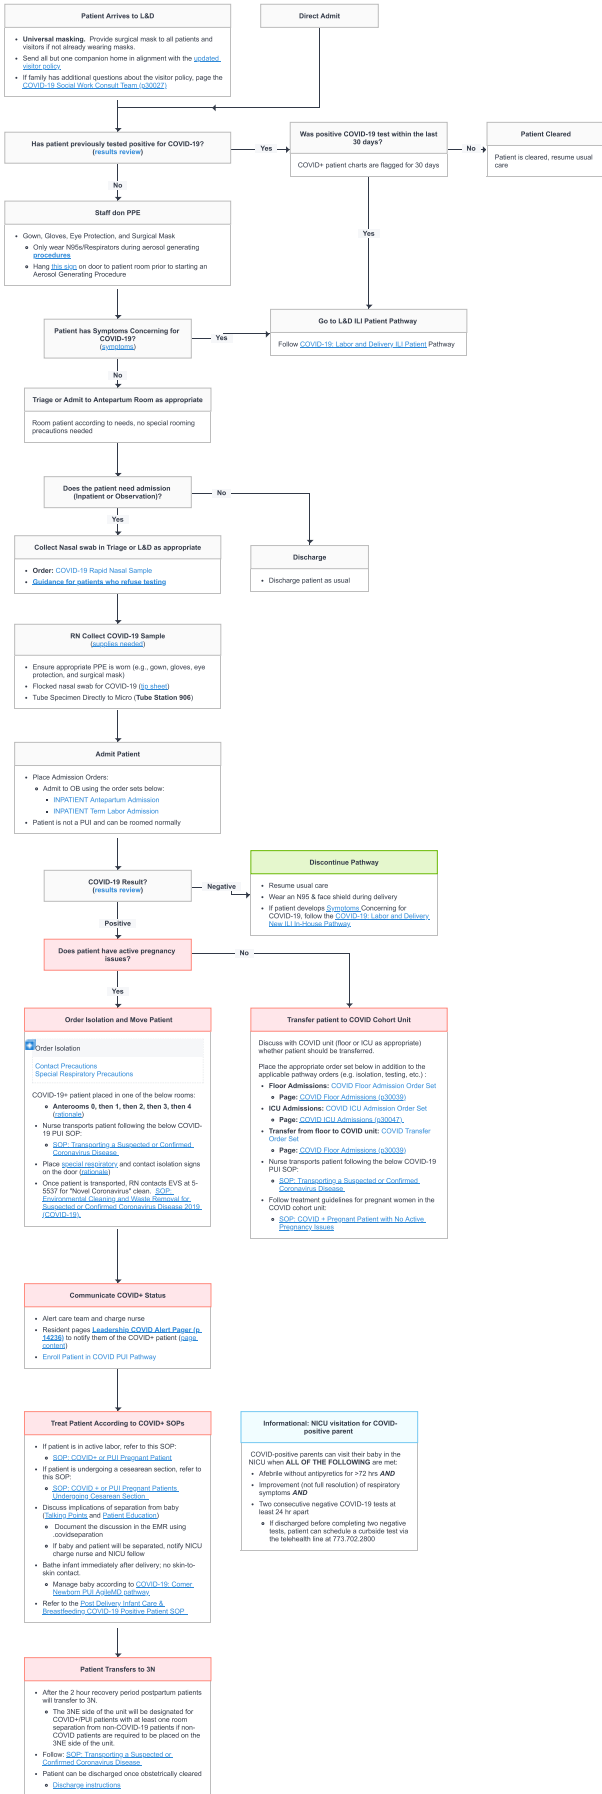 Patient Arrives to L&D
Universal masking. Provide surgical mask to all patients and
visitors if not already wearing masks.
Send all but one companion home in alignment with the updated
visitor policy
If family has additional questions about the visitor policy, page the
COVID-19 Social Work Consult Team (p30027)
Direct Admit
Has patient previously tested positive for COVID-19?
(results review)
Yes
Was positive COVID-19 test within the last
30 days?
COVID+ patient charts are flagged for 30 days
No
Patient Cleared
Patient is cleared, resume usual
care
No
Staff don PPE
Gown, Gloves, Eye Protection, and Surgical Mask
Only wear N95s/Respirators during aerosol generating
procedures
Hang this sign on door to patient room prior to starting an
Aerosol Generating Procedure
Yes
Patient has Symptoms Concerning for
COVID-19?
(symptoms)
Yes
Go to L&D ILI Patient Pathway
Follow COVID-19: Labor and Delivery ILI Patient Pathway
No
Triage or Admit to Antepartum Room as appropriate
Room patient according to needs, no special rooming
precautions needed
Does the patient need admission
(Inpatient or Observation)?
No
Yes
Collect Nasal swab in Triage or L&D as appropriate
Order: COVID-19 Rapid Nasal Sample
Guidance for patients who refuse testing
Discharge
Discharge patient as usual
RN Collect COVID-19 Sample
(supplies needed)
Ensure appropriate PPE is worn (e.g., gown, gloves, eye
protection, and surgical mask)
Flocked nasal swab for COVID-19 (tip sheet)
Tube Specimen Directly to Micro (Tube Station 906)
Admit Patient
Place Admission Orders:
Admit to OB using the order sets below:
INPATIENT Antepartum Admission
INPATIENT Term Labor Admission
Patient is not a PUI and can be roomed normally
COVID-19 Result?
(results review)
Negative
Discontinue Pathway
Resume usual care
Wear an N95 & face shield during delivery
If patient develops Symptoms Concerning for
COVID-19, follow the COVID-19: Labor and Delivery
New ILI In-House Pathway
Positive
Does patient have active pregnancy
issues?
No
Yes
Order Isolation and Move Patient
Order Isolation
Contact Precautions
Special Respiratory Precautions
COVID-19+ patient placed in one of the below rooms:
Anterooms 0, then 1, then 2, then 3, then 4
(rationale)
Nurse transports patient following the below COVID-
19 PUI SOP:
SOP: Transporting a Suspected or Confirmed
Coronavirus Disease
Place special respiratory and contact isolation signs
on the door (rationale)
Once patient is transported, RN contacts EVS at 5-
5537 for "Novel Coronavirus" clean. SOP:
Environmental Cleaning and Waste Removal for
Suspected or Confirmed Coronavirus Disease 2019
(COVID-19).
Transfer patient to COVID Cohort Unit
Discuss with COVID unit (floor or ICU as appropriate)
whether patient should be transferred.
Place the appropriate order set below in addition to the
applicable pathway orders (e.g. isolation, testing, etc.) :
Floor Admissions: COVID Floor Admission Order Set
Page: COVID Floor Admissions (p30039)
ICU Admissions: COVID ICU Admission Order Set
Page: COVID ICU Admissions (p30047)
Transfer from floor to COVID unit: COVID Transfer
Order Set
Page: COVID Floor Admissions (p30039)
Nurse transports patient following the below COVID-19
PUI SOP:
SOP: Transporting a Suspected or Confirmed
Coronavirus Disease
Follow treatment guidelines for pregnant women in the
COVID cohort unit:
SOP: COVID + Pregnant Patient with No Active
Pregnancy Issues
Communicate COVID+ Status
Alert care team and charge nurse
Resident pages Leadership COVID Alert Pager (p
14236) to notify them of the COVID+ patient (page
content)
Enroll Patient in COVID PUI Pathway
Treat Patient According to COVID+ SOPs
If patient is in active labor, refer to this SOP:
SOP: COVID+ or PUI Pregnant Patient
If patient is undergoing a cesearean section, refer to
this SOP:
SOP: COVID + or PUI Pregnant Patients
Undergoing Cesarean Section
Discuss implications of separation from baby
(Talking Points and Patient Education)
Document the discussion in the EMR using
.covidseparation
If baby and patient will be separated, notify NICU
charge nurse and NICU fellow
Bathe infant immediately after delivery; no skin-to-
skin contact.
Manage baby according to COVID-19: Comer
Newborn PUI AgileMD pathway
Refer to the Post Delivery Infant Care &
Breastfeeding COVID-19 Positive Patient SOP
Informational: NICU visitation for COVID-
positive parent
COVID-positive parents can visit their baby in the
NICU when ALL OF THE FOLLOWING are met:
Afebrile without antipyretics for >72 hrs AND
Improvement (not full resolution) of respiratory
symptoms AND
Two consecutive negative COVID-19 tests at
least 24 hr apart
If discharged before completing two negative
tests, patient can schedule a curbside test via
the telehealth line at 773.702.2800
Patient Transfers to 3N
After the 2 hour recovery period postpartum patients
will transfer to 3N.
The 3NE side of the unit will be designated for
COVID+/PUI patients with at least one room
separation from non-COVID-19 patients if non-
COVID patients are required to be placed on the
3NE side of the unit.
Follow: SOP: Transporting a Suspected or
Confirmed Coronavirus Disease
Patient can be discharged once obstetrically cleared
Discharge instructions